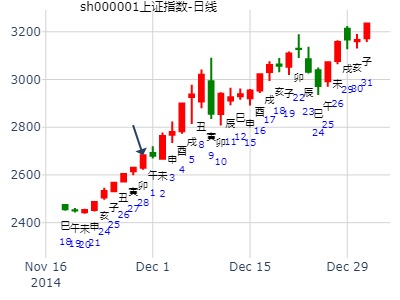 sh000001上证指数-日线
3200
3000
2800
2600
2400
巳
18
午
19
未
20
申
21
亥
24
子
25
丑
26
寅
27
卯
28
午
1
未
2
申
3
酉
4
戌
5
丑
8
寅
9
卯
10
辰
11
巳
12
申
15
酉
16
戌
17
亥
18
子
19
卯
22
辰
23
巳
24
午
25
未
26
戌
29
亥
30
子
31
Nov 16
2014
Dec 1
Dec 15
Dec 29